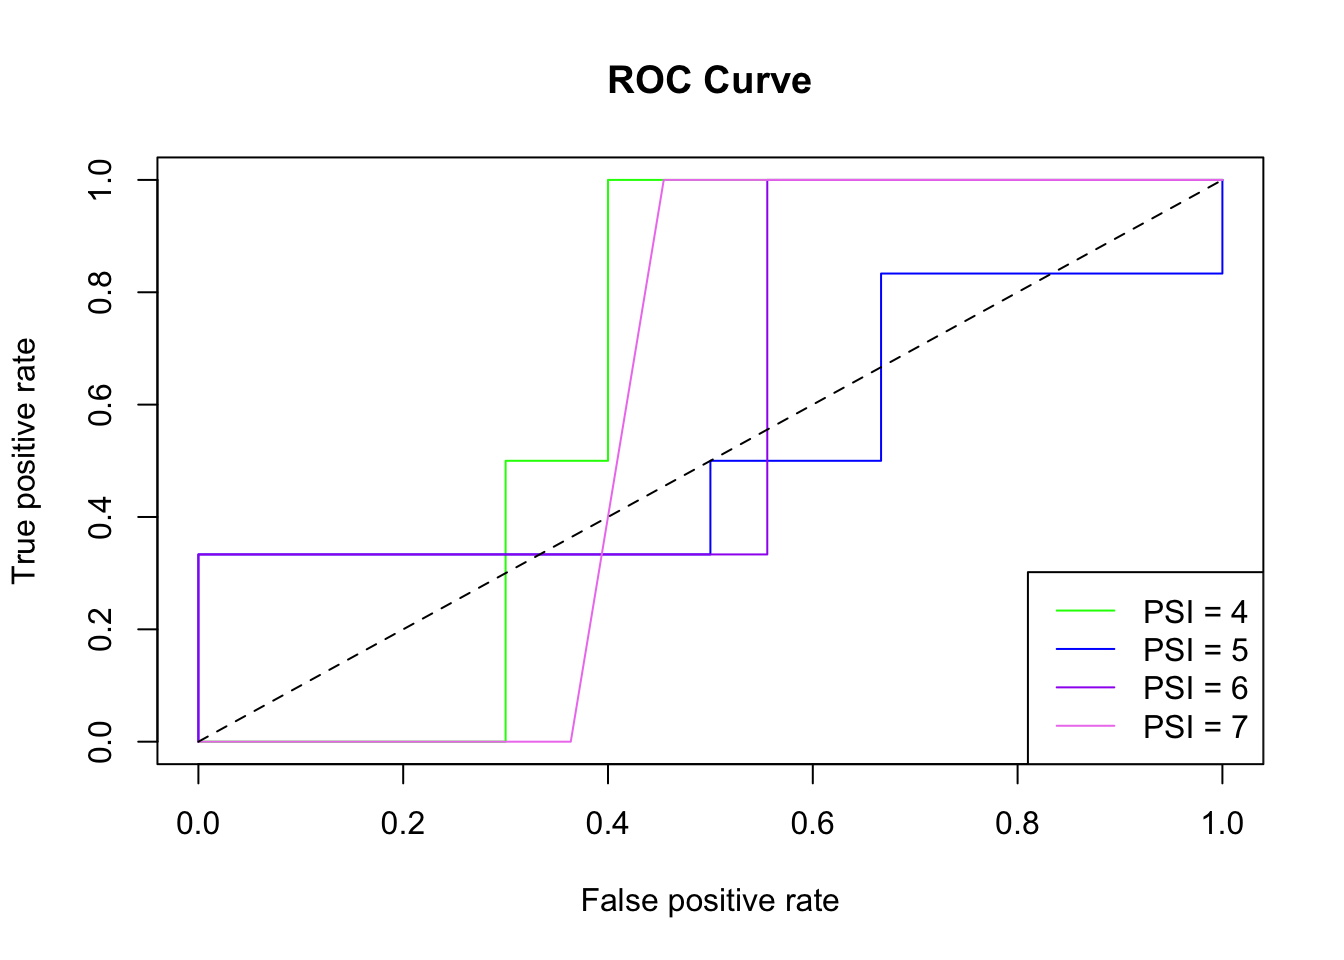 ROC Curve
True positive rate
1.0
0.8
0.6
0.4
0.2
0.0
0.0 0.2 0.4 0.6 0.8 1.0
False positive rate
PSI = 4
PSI = 5
PSI = 6
PSI = 7